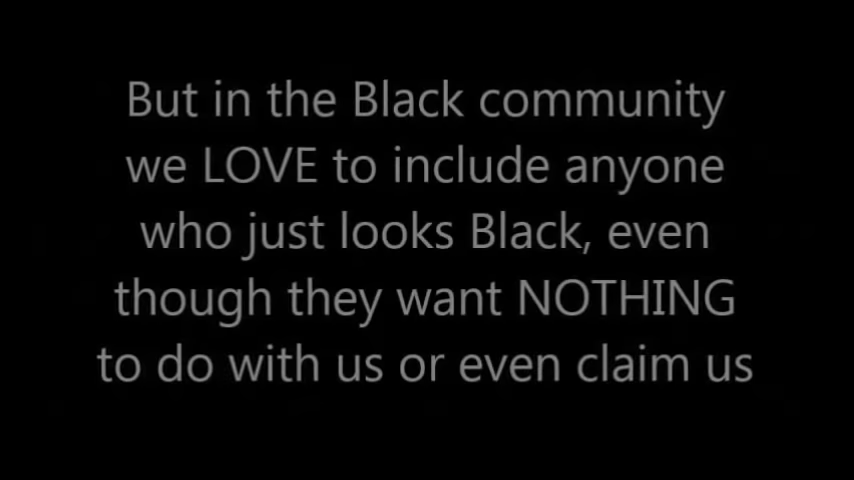 But in the Black community
we LOVE to include anyone
who just looks Black, even
though they want NOTHING
to do with us or even claim us